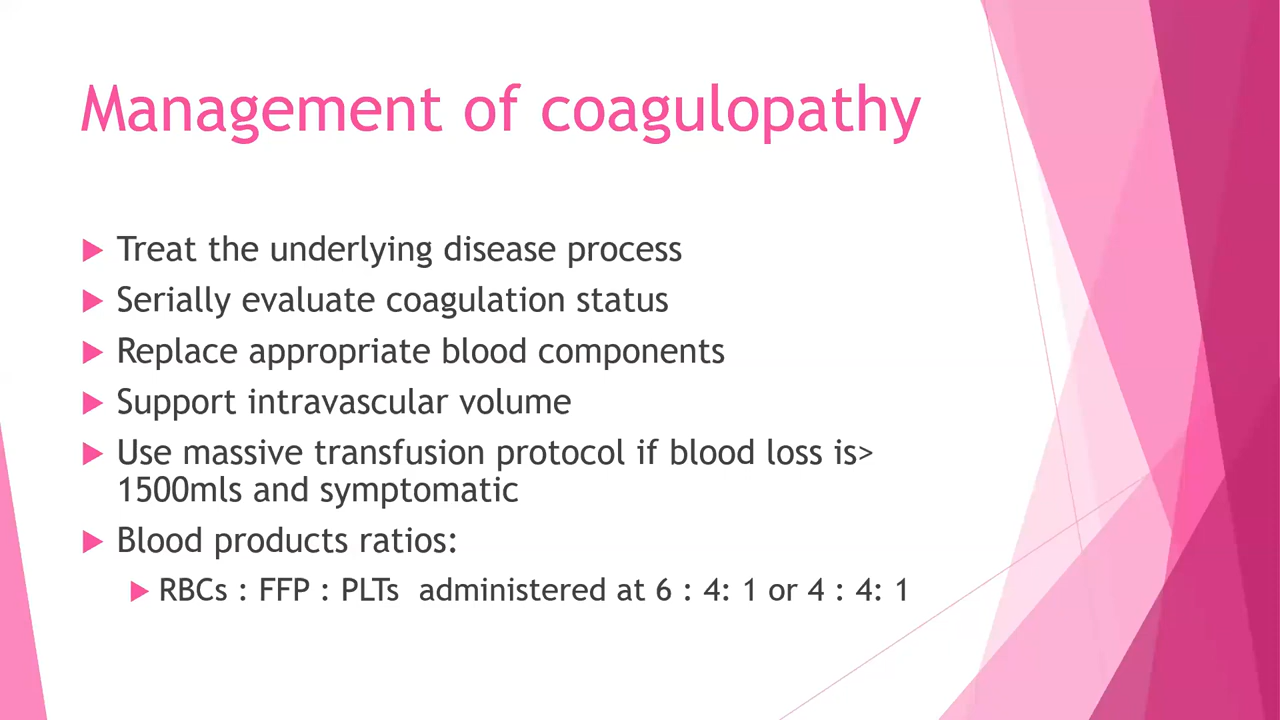 Management of coagulopathy
Treat the underlying disease process
Serially evaluate coagulation status
Replace appropriate blood components
Support intravascular volume
Use massive transfusion protocol if blood loss is>
1500mls and symptomatic
Blood products ratios:
RBCs : FFP : PLTs  administered at 6 : 4: 1 or 4 : 4: 1